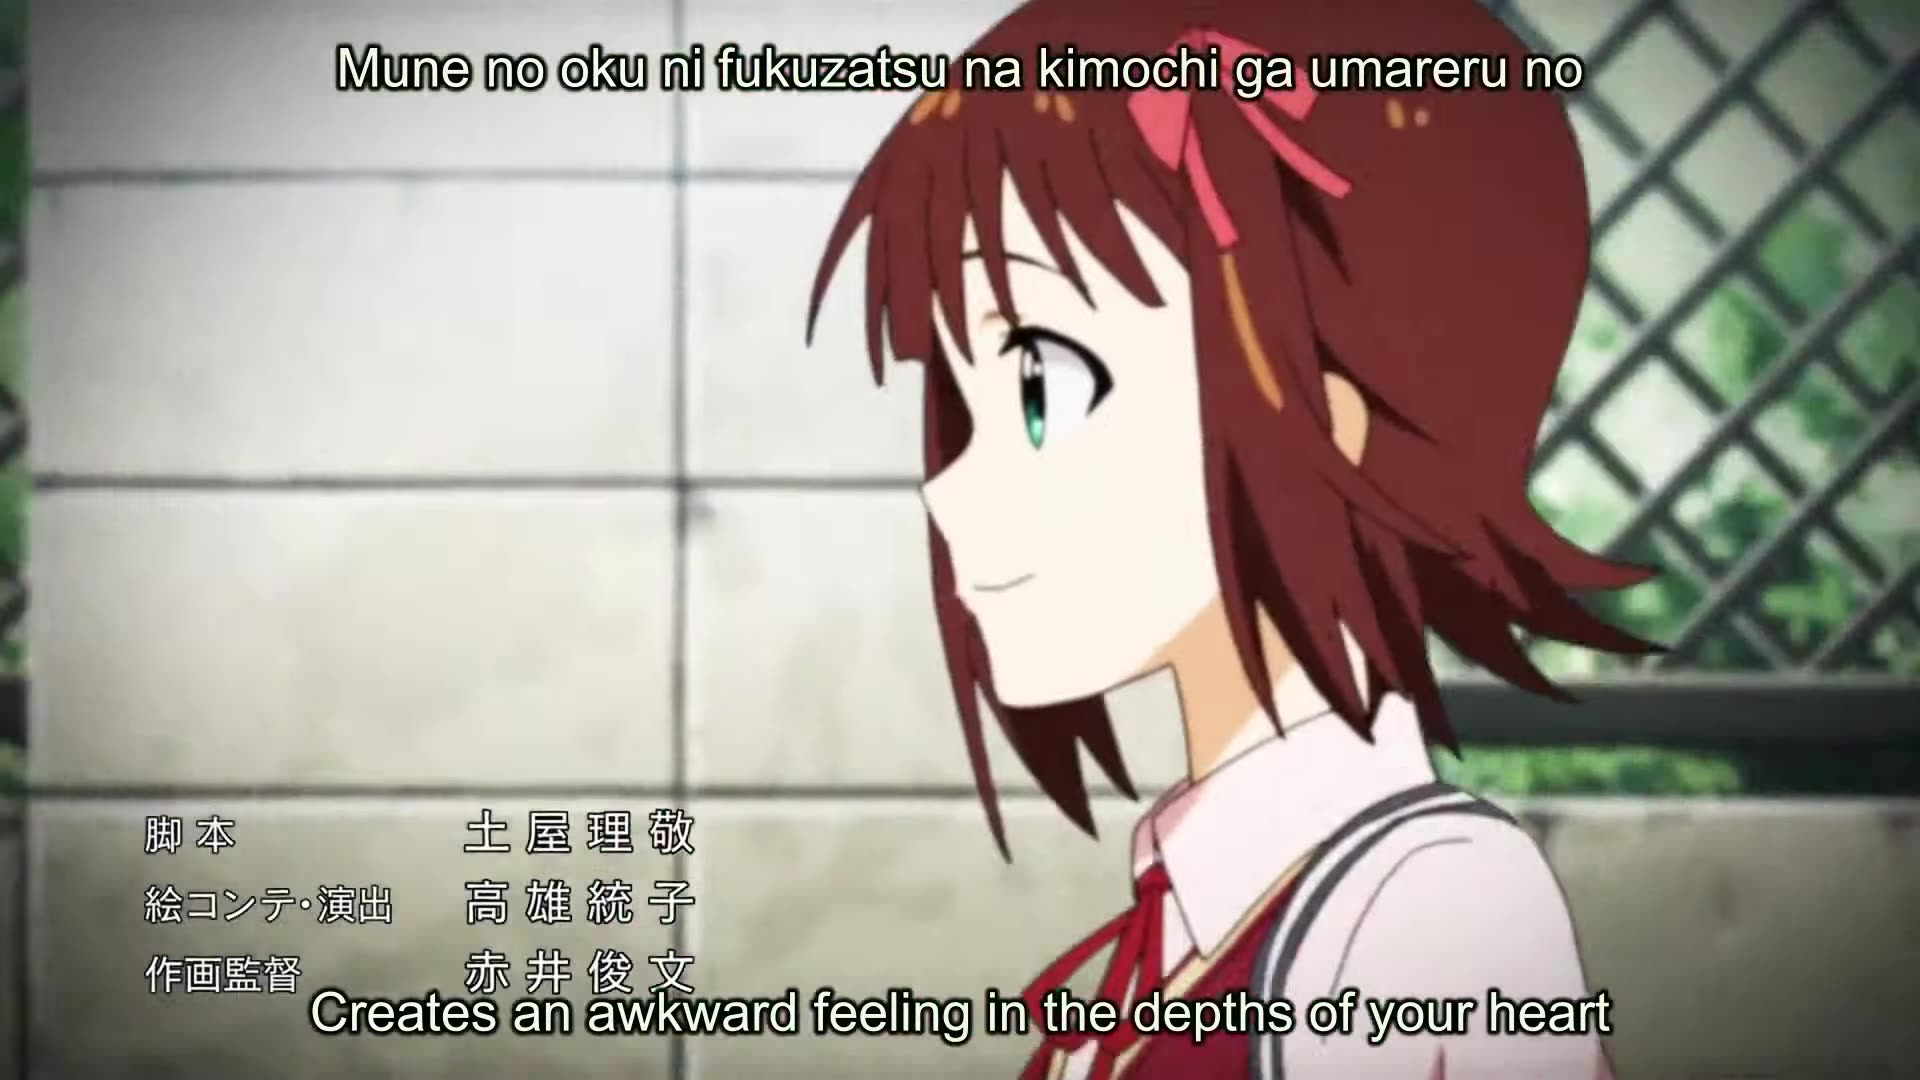 Mune no oku ni fukuzatsu na kimochi ga umareru no
脚本 土屋理敬
絵コンテ・演出 高雄統子
作画監督 赤井俊文
Creates an awkward feeling in the depths of your heart